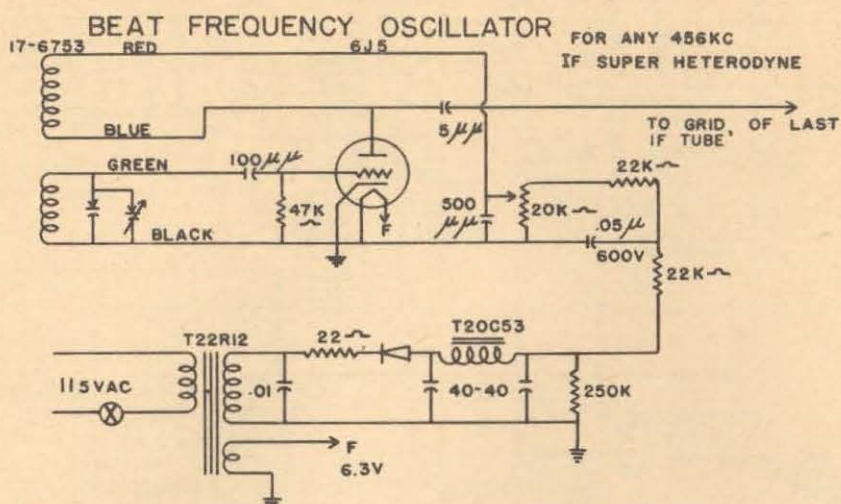 BEAT FREQUENCY OSCILLATOR
FOR ANY 456KC
IF SUPER HETERODYNE
17-6753
RED
6J5
BLUE
5μμ
TO GRID, OF LAST
IF TUBE
GREEN
100μμ
22K
47K
F
500
μμ
20K
.05μ
600V
BLACK
22K
T22R12
22
T20C53
115VAC
.01
40-40
250K
F
6.3V